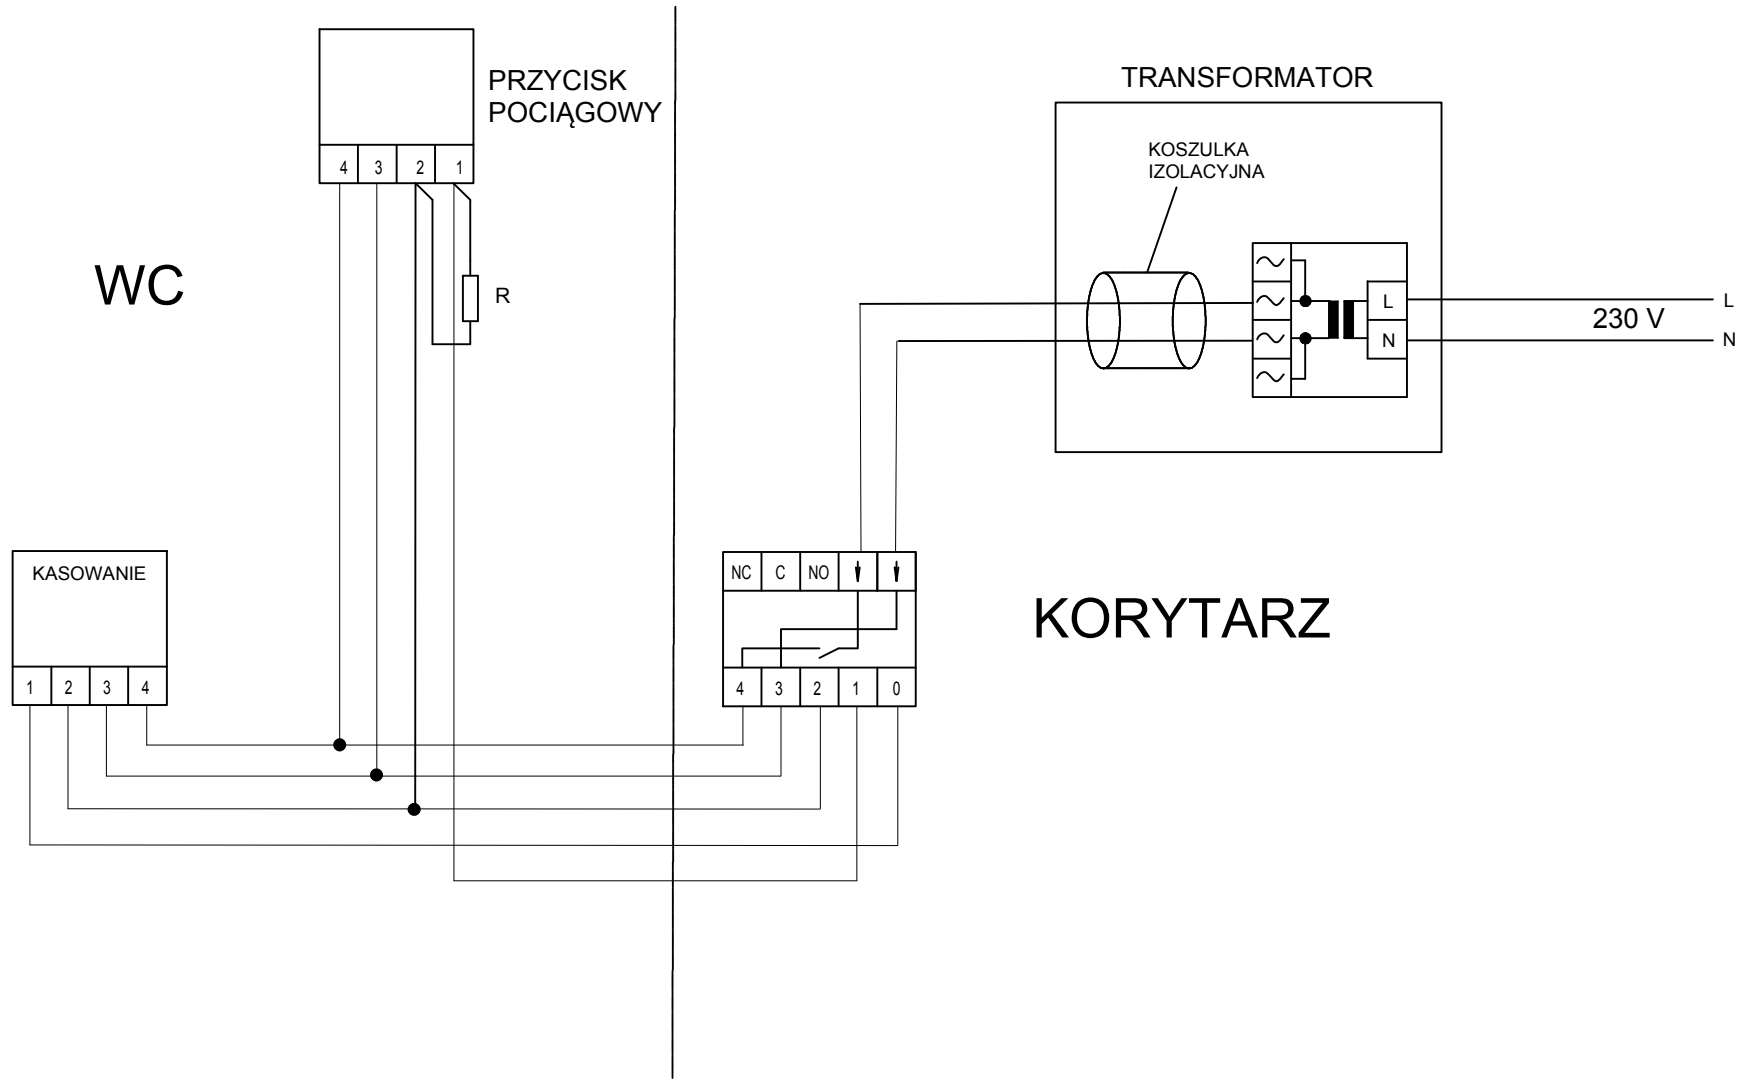 PRZYCISK
POCIĄGOWY
4 3 2 1
R
WC
TRANSFORMATOR
KOSZULKA
IZOLACYJNA
L
N
230 V
L
N
KASOWANIE
1 2 3 4
NC C NO
4 3 2 1 0
KORYTARZ